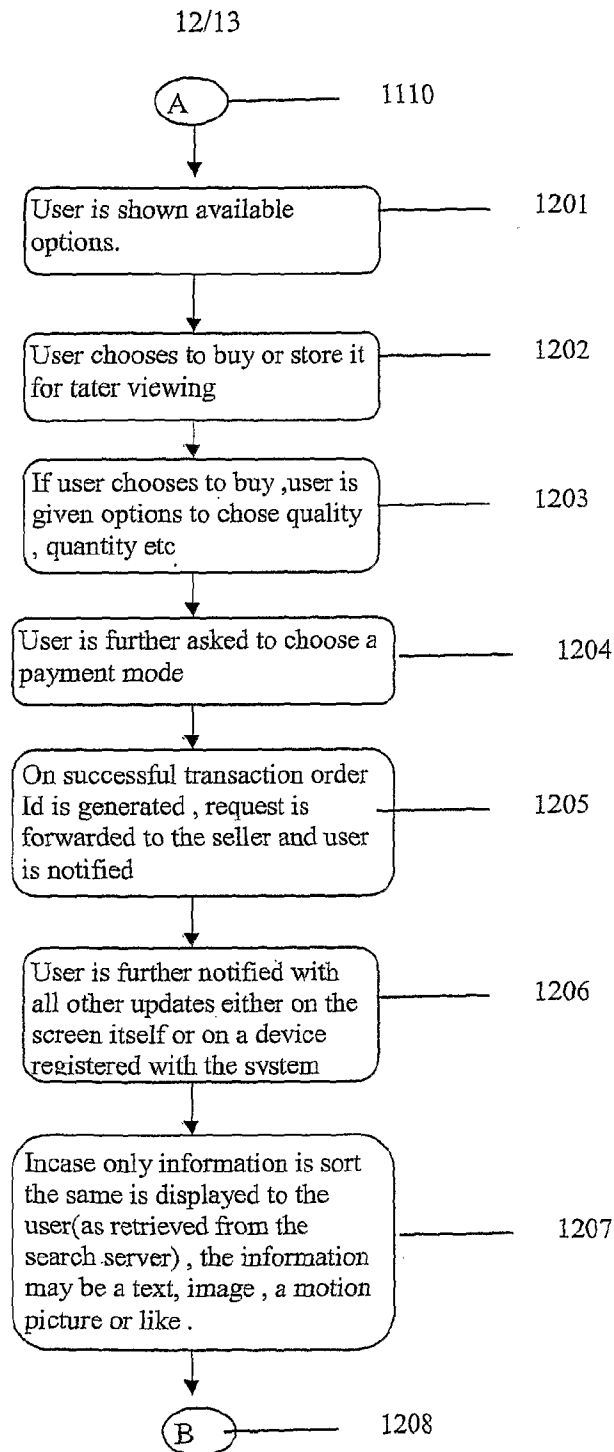 12/13
A
1110
User is shown available
options.
1201
User chooses to buy or store it
for tater viewing
1202
If user chooses to buy ,user is
given options to chose quality
, quantity etc
1203
User is further asked to choose a
payment mode
1204
On successful transaction order
Id is generated , request is
forwarded to the seller and user
is notified
1205
User is further notified with
all other updates either on the
screen itself or on a device
registered with the system
1206
Incase only information is sort
the same is displayed to the
user(as retrieved from the
search server) , the information
may be a text, image , a motion
picture or like .
1207
B
1208